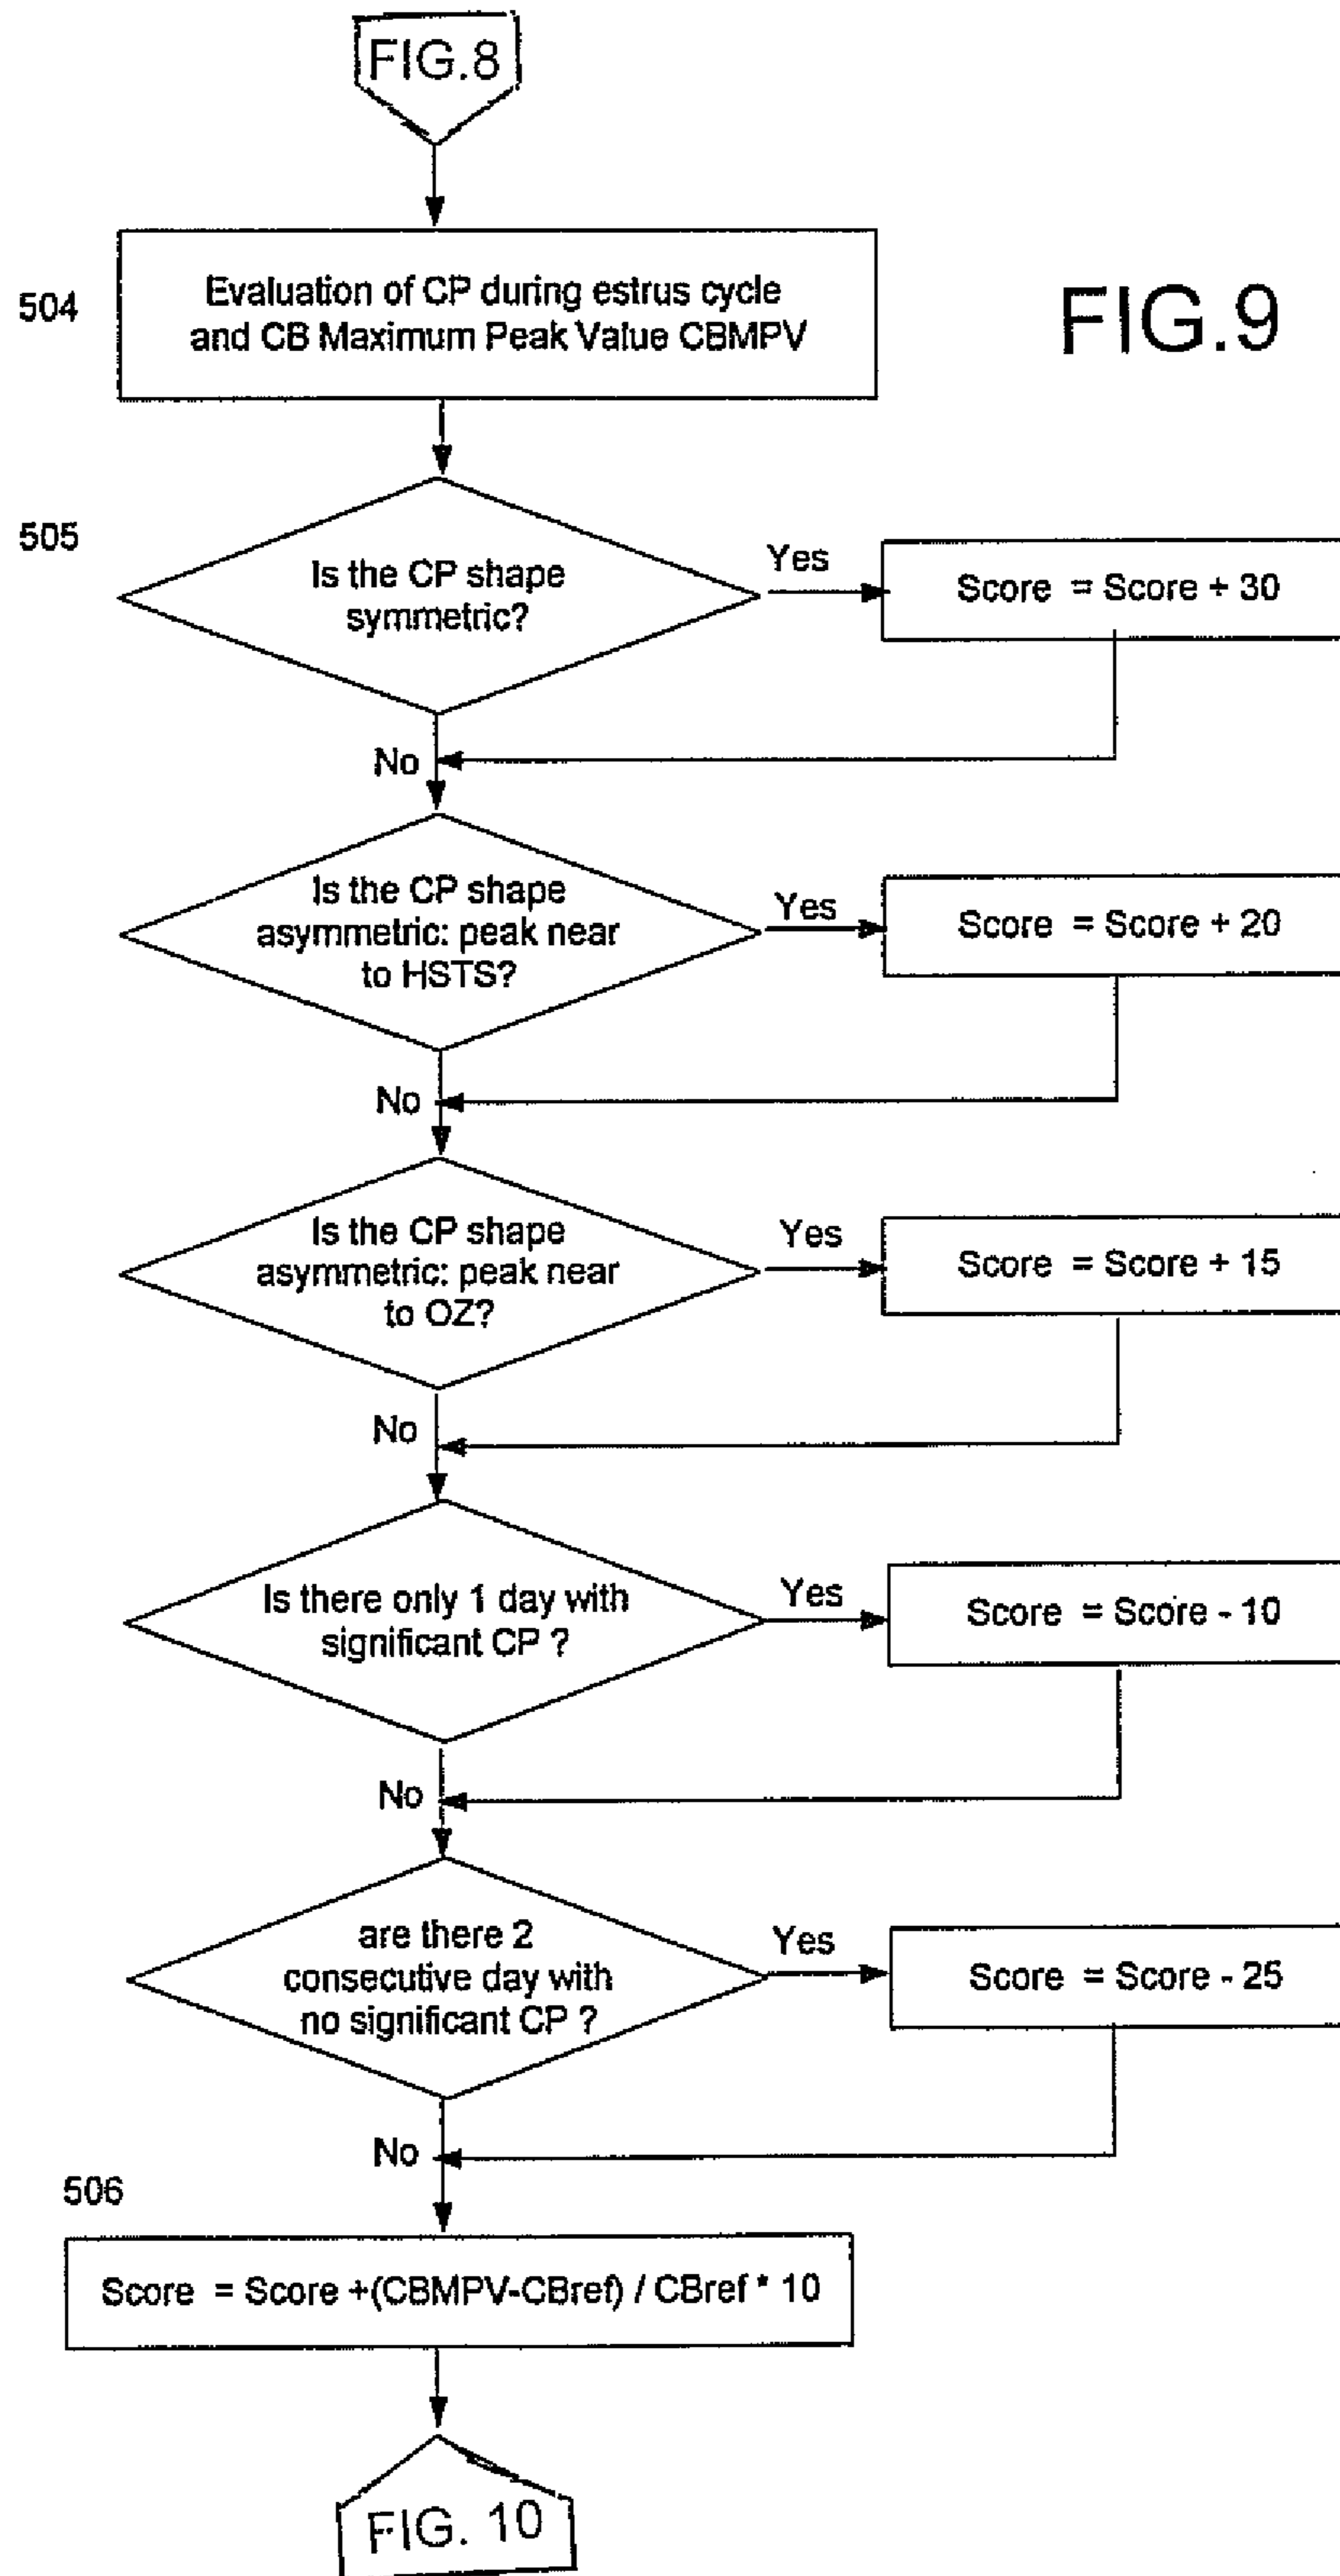 FIG.8
504
Evaluation of CP during estrus cycle
and CB Maximum Peak Value CBMPV
FIG.9
505
Is the CP shape
symmetric?
Yes
Score = Score + 30
No
Is the CP shape
asymmetric: peak near
to HSTS?
Yes
Score = Score + 20
No
Is the CP shape
asymmetric: peak near
to OZ?
Yes
Score = Score + 15
No
Is there only 1 day with
significant CP ?
Yes
Score = Score - 10
No
are there 2
consecutive day with
no significant CP ?
Yes
Score = Score - 25
No
506
Score = Score +(CBMPV-CBref) / CBref * 10
FIG. 10